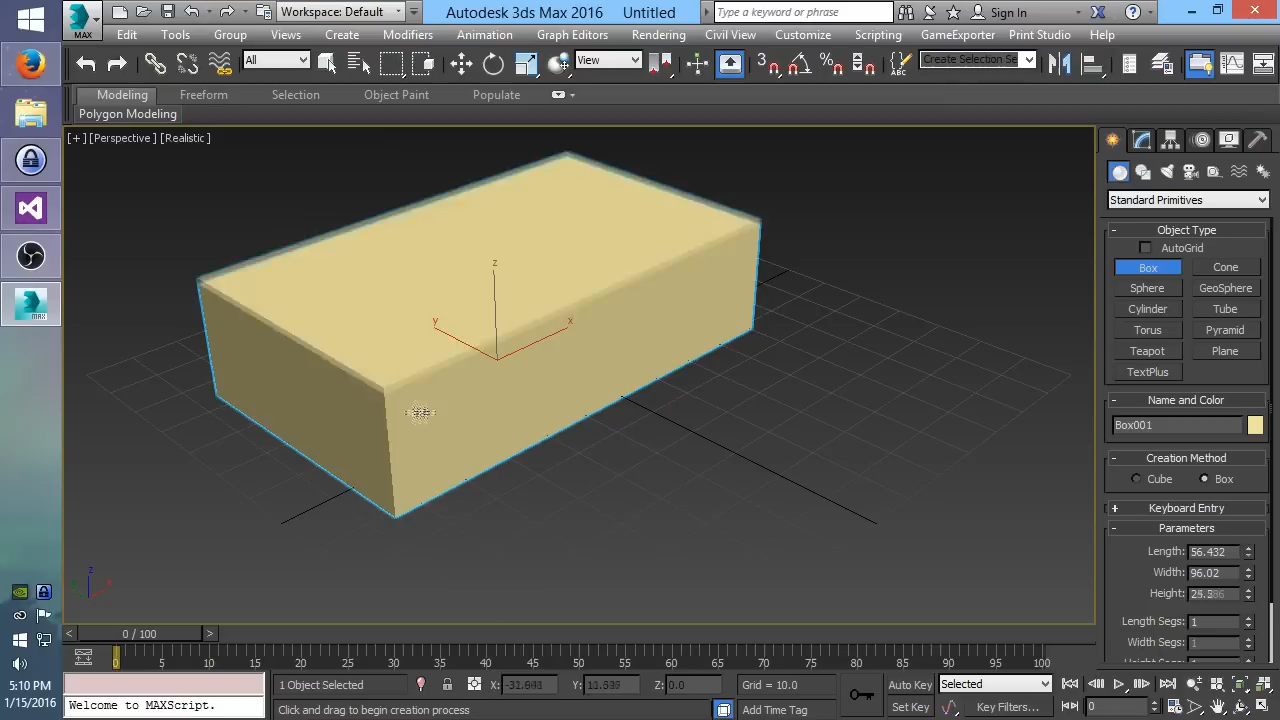 Workspace: Default
Autodesk 3ds Max 2016
Untitled
Type a keyword or phrase
Sign In
MAX
Edit
Tools
Group
Views
Create
Modifiers
Animation
Graph Editors
Rendering
Civil View
Customize
Scripting
GameExporter
Print Studio
Help
All
View
3
%
ABC
Create Selection Se
Modeling
Freeform
Selection
Object Paint
Populate
Polygon Modeling
[+][Perspective][Realistic]
Standard Primitives
- Object Type
AutoGrid
Box
Cone
Sphere
GeoSphere
Cylinder
Tube
Torus
Pyramid
Teapot
Plane
TextPlus
- Name and Color
Box001
- Creation Method
Cube
Box
+ Keyboard Entry
- Parameters
Length: 56.432
Width: 96.02
Height:
Length Segs: 1
Width Segs: 1
z
y
x
z
x
MAX
< 0 / 100 >
0 5 10 15 20 25 30 35 40 45 50 55 60 65 70 75 80 85 90 95 100
1 Object Selected
X:
Y:
Z: 0.0
Grid = 10.0
Auto Key
Selected
Welcome to MAXScript.
Click and drag to begin creation process
Add Time Tag
Set Key
Key Filters...
0
5:10 PM
1/15/2016